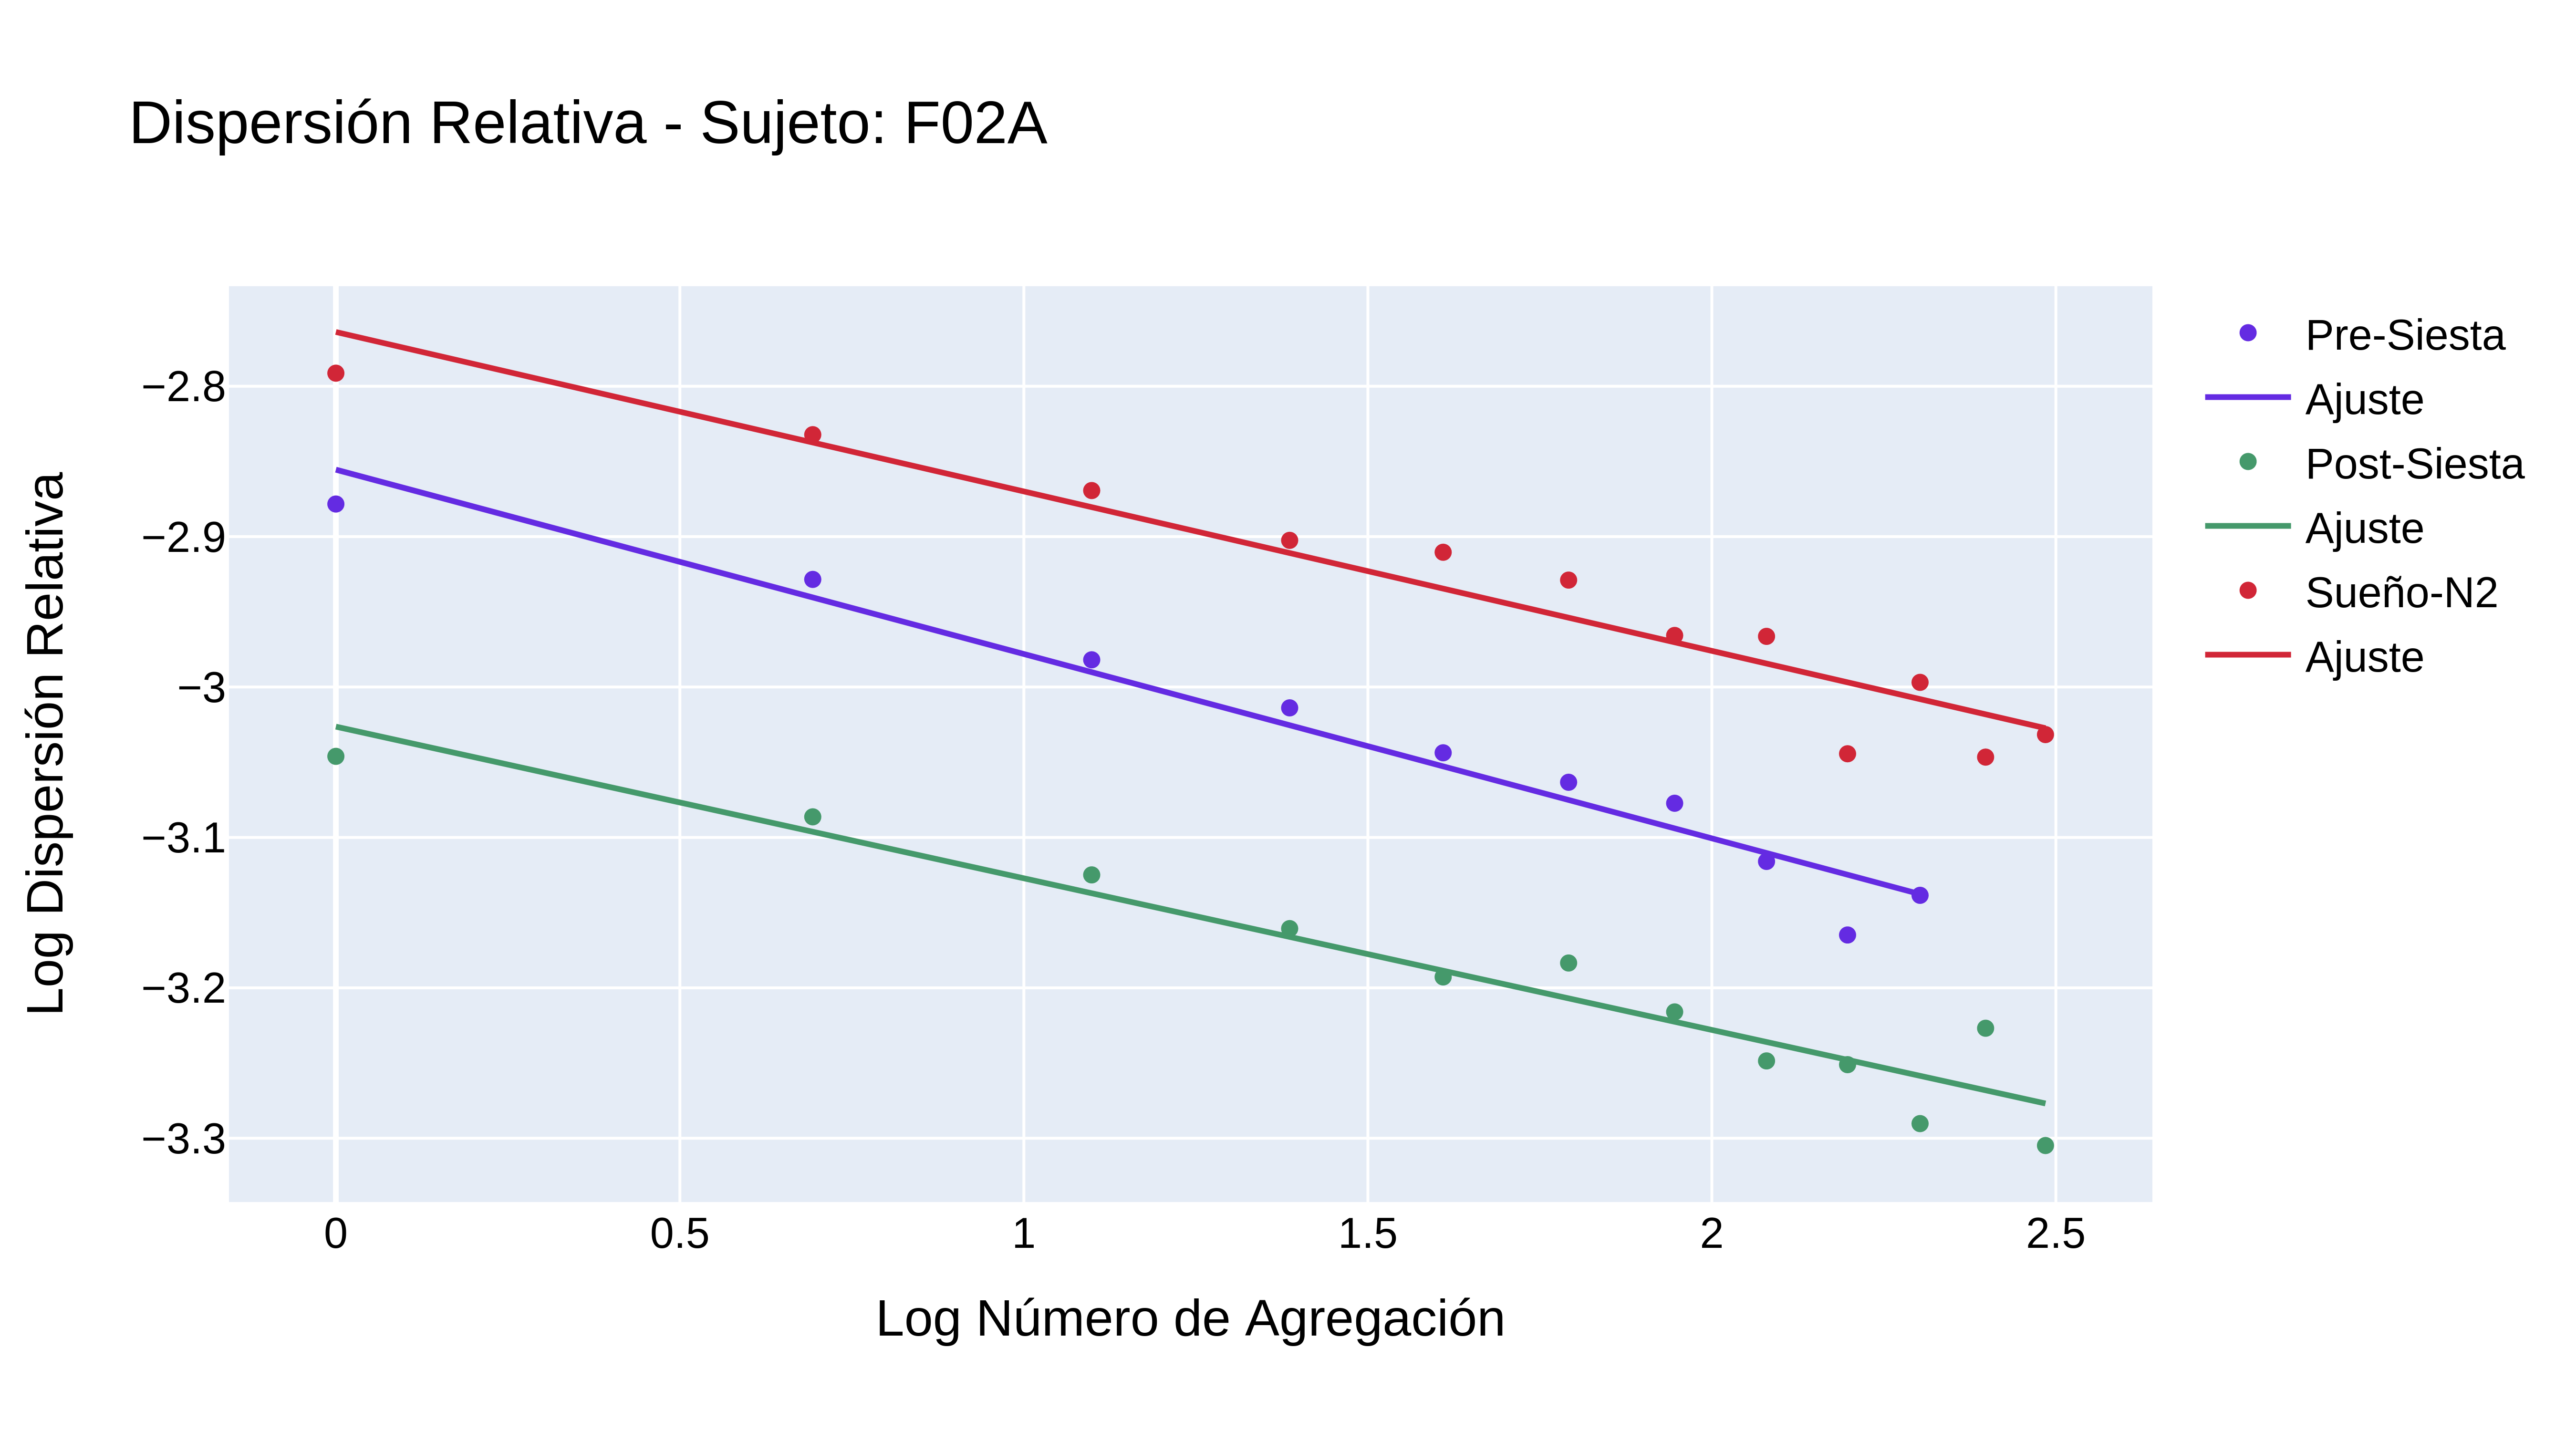 Dispersión Relativa - Sujeto: F02A
Log Dispersión Relativa
−2.8
−2.9
−3
−3.1
−3.2
−3.3
0
0.5
1
1.5
2
2.5
Log Número de Agregación
Pre-Siesta
Ajuste
Post-Siesta
Ajuste
Sueño-N2
Ajuste